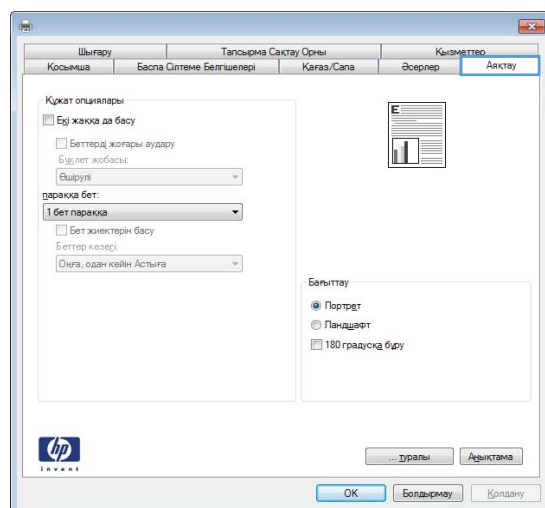 Шығару
Тапсырма Сақтау Орны
Қызметтер
Қосымша
Баспа Сілтеме Белгішелері
Қағаз/Сапа
Әсерлер
Аяқтау
Құжат опциялары
Екі жаққа да басу
Беттерді жоғары аудару
Буклет жобасы:
Өшірулі
параққа бет:
1 бет параққа
Бет жиектерін басу
Беттер кезегі:
Оңға, одан кейін Астыға
E
Бағыттау
Портрет
Ландшафт
180 градусқа бұру
hp
invent
... туралы
Анықтама
OK
Болдырмау
Қолдану